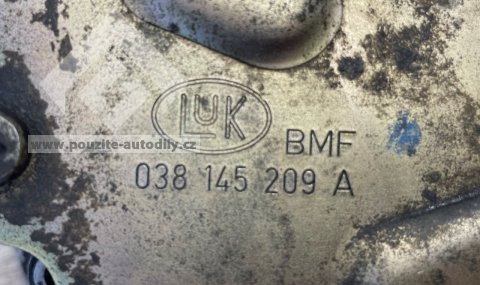 LUK
BMF
www.pouzite-autodily.cz
038 145 209 A